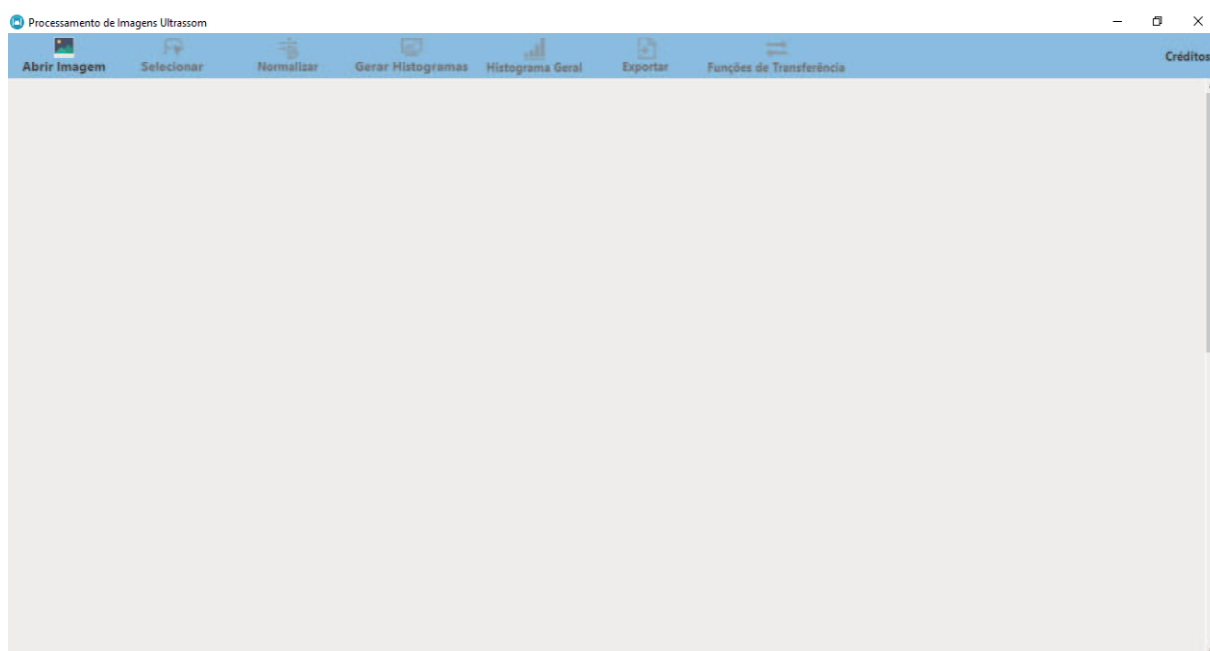 Processamento de Imagens Ultrassom
Abrir Imagem Selecionar Normalizar Gerar Histogramas Histograma Geral Exportar Funções de Transferência Créditos